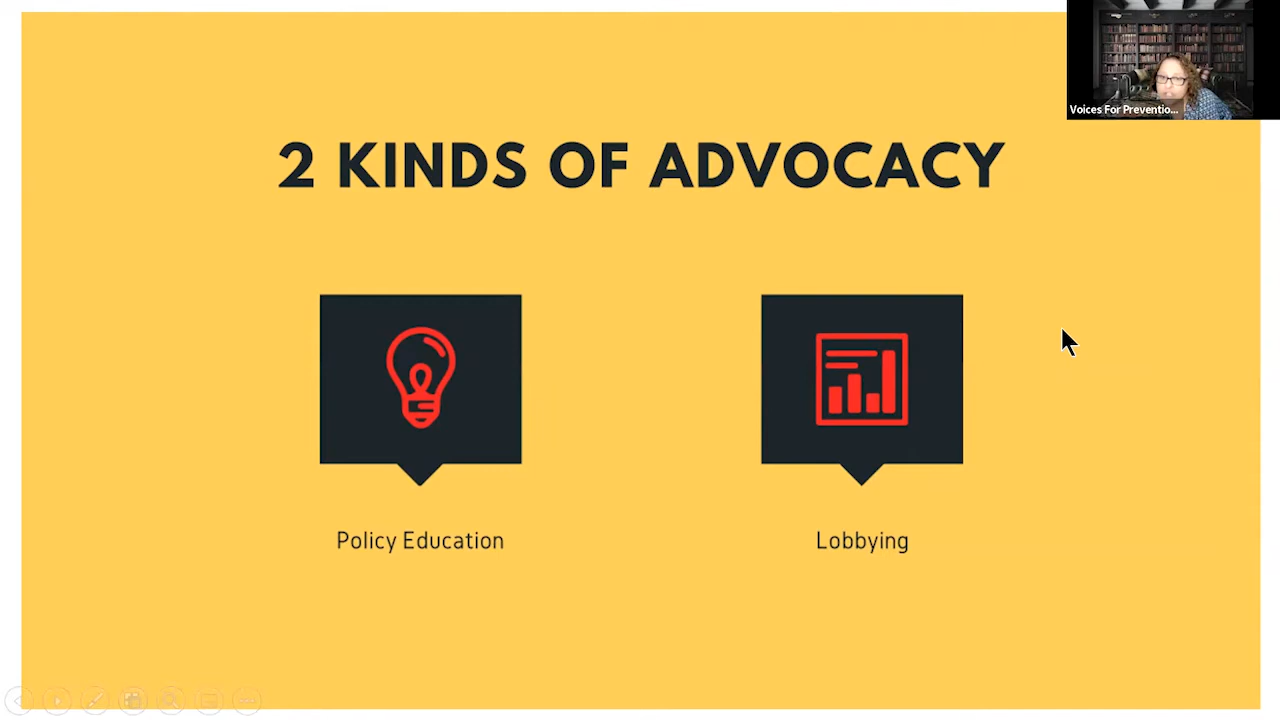 Voices For Preventio...
2 KINDS OF ADVOCACY
Policy Education
Lobbying